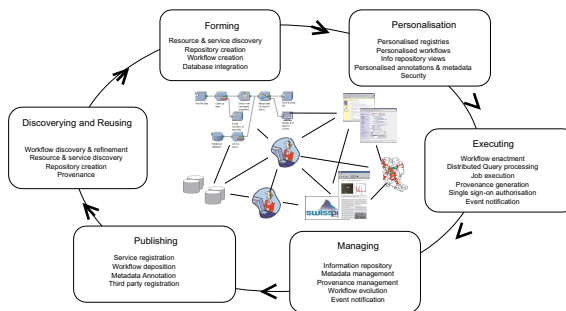 Forming
Resource & service discovery
Repository creation
Workflow creation
Database integration
Personalisation
Personalised registries
Personalised workflows
Info repository views
Personalised annotations & metadata
Security
Discovерying and Reusing
Workflow discovery & refinement
Resource & service discovery
Repository creation
Provenance
Executing
Workflow enactment
Distributed Query processing
Job execution
Provenance generation
Single sign-on authorisation
Event notification
Publishing
Service registration
Workflow deposition
Metadata Annotation
Third party registration
Managing
Information repository
Metadata management
Provenance management
Workflow evolution
Event notification